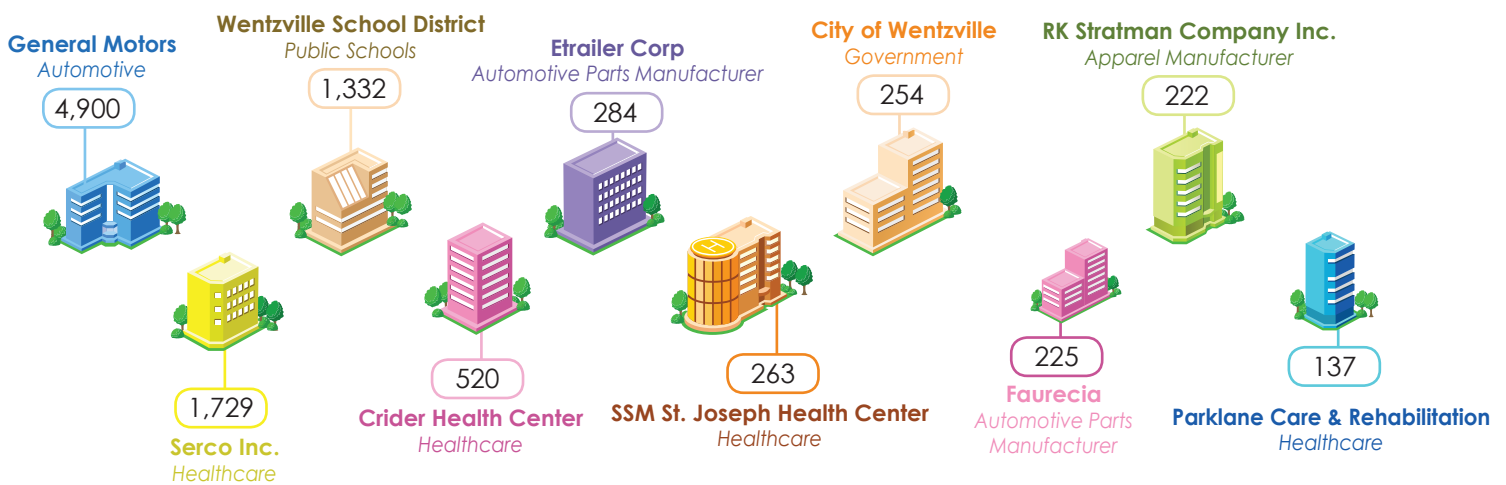 General Motors
Automotive
4,900
Serco Inc.
Healthcare
1,729
Wentzville School District
Public Schools
1,332
Crider Health Center
Healthcare
520
Etrailer Corp
Automotive Parts Manufacturer
284
H
SSM St. Joseph Health Center
Healthcare
263
City of Wentzville
Government
254
Faurecia
Automotive Parts
Manufacturer
225
RK Stratman Company Inc.
Apparel Manufacturer
222
Parklane Care & Rehabilitation
Healthcare
137